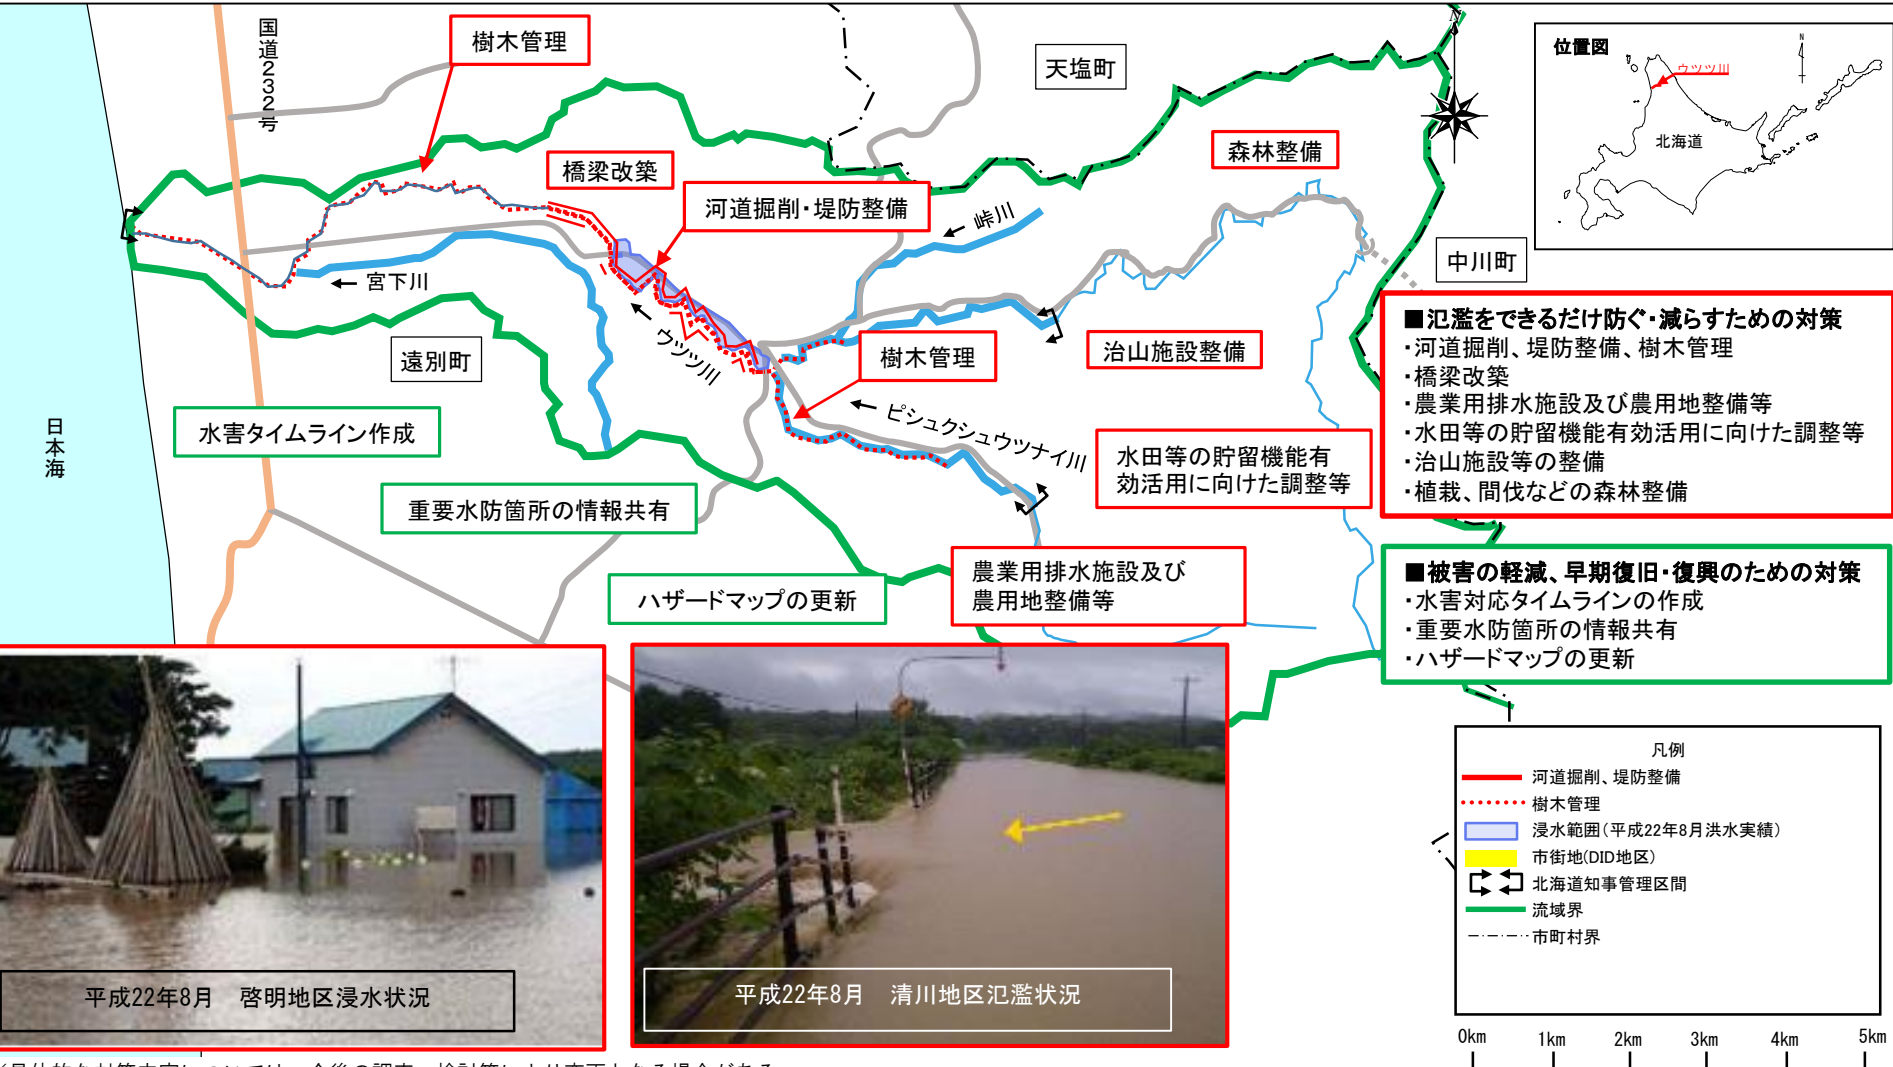 国道232号
樹木管理
天塩町
位置図
N
ウツツ川
北海道
N
橋梁改築
森林整備
河道掘削・堤防整備
峠川
中川町
宮下川
ウツツ川
遠別町
樹木管理
治山施設整備
日本海
水害タイムライン作成
ピシュクシュウツナイ川
水田等の貯留機能有
効活用に向けた調整等
重要水防箇所の情報共有
農業用排水施設及び
農用地整備等
ハザードマップの更新
■氾濫をできるだけ防ぐ・減らすための対策
・河道掘削、堤防整備、樹木管理
・橋梁改築
・農業用排水施設及び農用地整備等
・水田等の貯留機能有効活用に向けた調整等
・治山施設等の整備
・植栽、間伐などの森林整備
■被害の軽減、早期復旧・復興のための対策
・水害対応タイムラインの作成
・重要水防箇所の情報共有
・ハザードマップの更新
平成22年8月　啓明地区浸水状況
平成22年8月　清川地区氾濫状況
凡例
河道掘削、堤防整備
樹木管理
浸水範囲(平成22年8月洪水実績)
市街地(DID地区)
北海道知事管理区間
流域界
市町村界
0km 1km 2km 3km 4km 5km